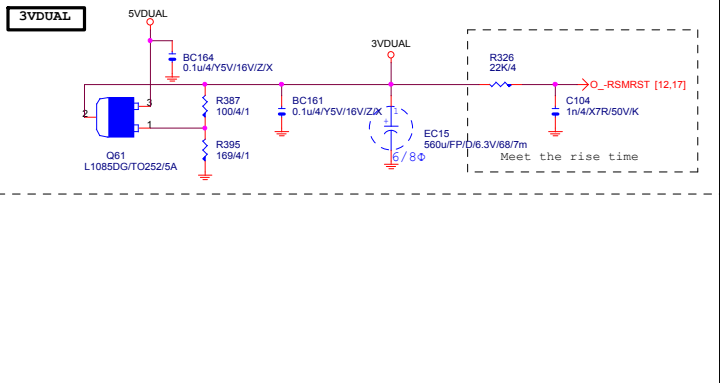 3VDUAL
5VDUAL
BC164
0.1u/4/Y5V/16V/Z/X
3VDUAL
R326
22K/4
O_-RSMRST [12,17]
3
2
1
R387
100/4/1
BC161
0.1u/4/Y5V/16V/Z/X
1
+
C104
1n/4/X7R/50V/K
EC15
560u/FP/D/6.3V/68/7m
6/8Φ
R395
169/4/1
Q61
L1085DG/TO252/5A
Meet the rise time